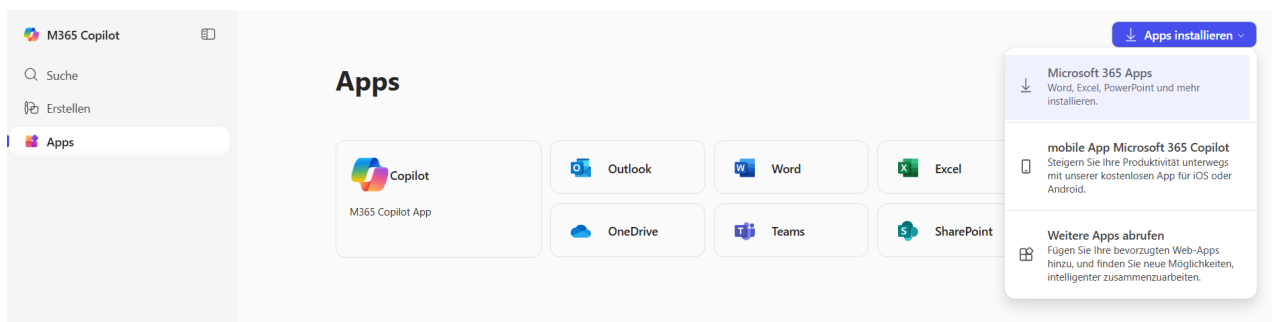 M365 Copilot
Suche
Erstellen
Apps
Apps
Copilot
M365 Copilot App
Outlook
Word
Excel
OneDrive
Teams
SharePoint
Apps installieren
Microsoft 365 Apps
Word, Excel, PowerPoint und mehr
installieren.
mobile App Microsoft 365 Copilot
Steigern Sie Ihre Produktivität unterwegs
mit unserer kostenlosen App für iOS oder
Android.
Weitere Apps abrufen
Fügen Sie Ihre bevorzugten Web-Apps
hinzu, und finden Sie neue Möglichkeiten,
intelligenter zusammenzuarbeiten.